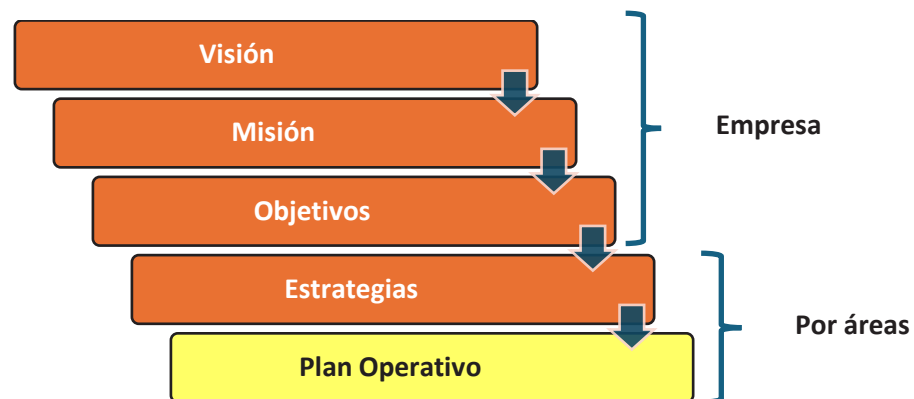 Visión
Misión
Empresa
Objetivos
Estrategias
Por áreas
Plan Operativo